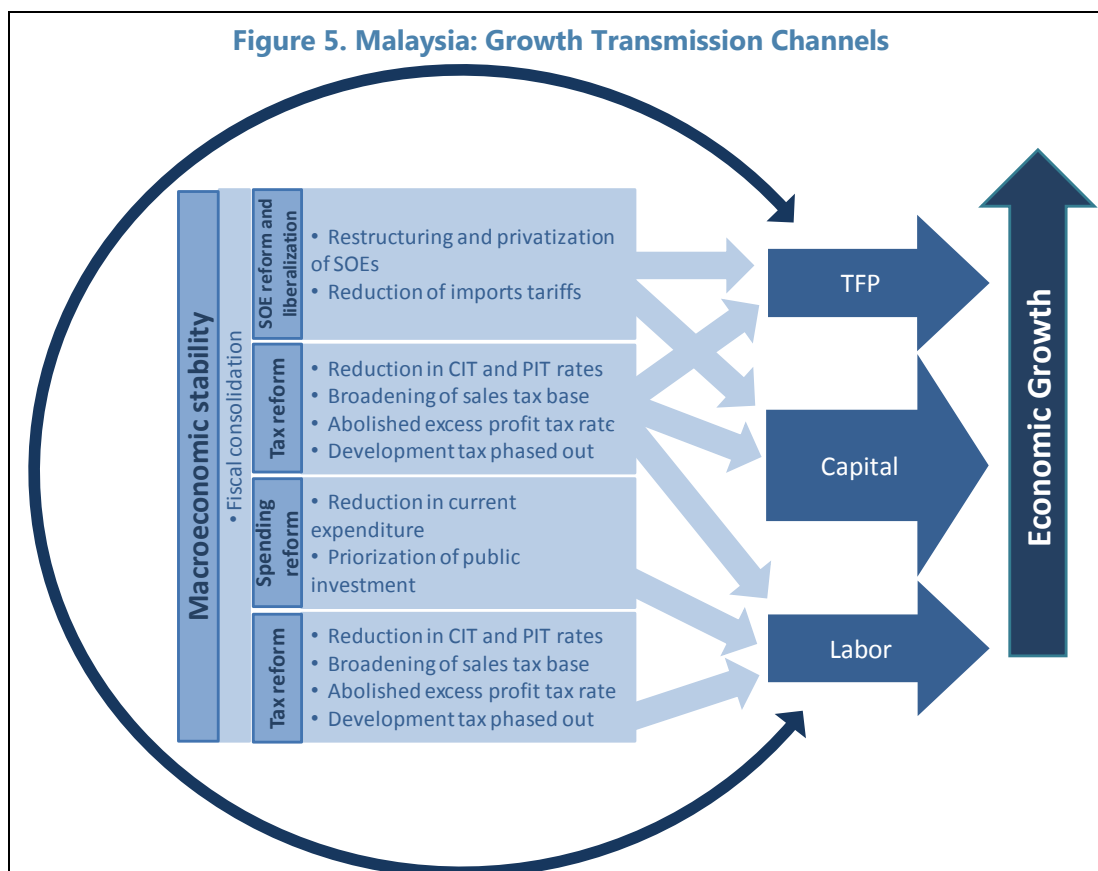 Figure 5. Malaysia: Growth Transmission Channels
Macroeconomic stability
• Fiscal consolidation
SOE reform and
liberalization
• Restructuring and privatization
of SOEs
• Reduction of imports tariffs
Tax reform
• Reduction in CIT and PIT rates
• Broadening of sales tax base
• Abolished excess profit tax rate
• Development tax phased out
Spending
reform
• Reduction in current
expenditure
• Priorization of public
investment
Tax reform
• Reduction in CIT and PIT rates
• Broadening of sales tax base
• Abolished excess profit tax rate
• Development tax phased out
TFP
Capital
Labor
Economic Growth